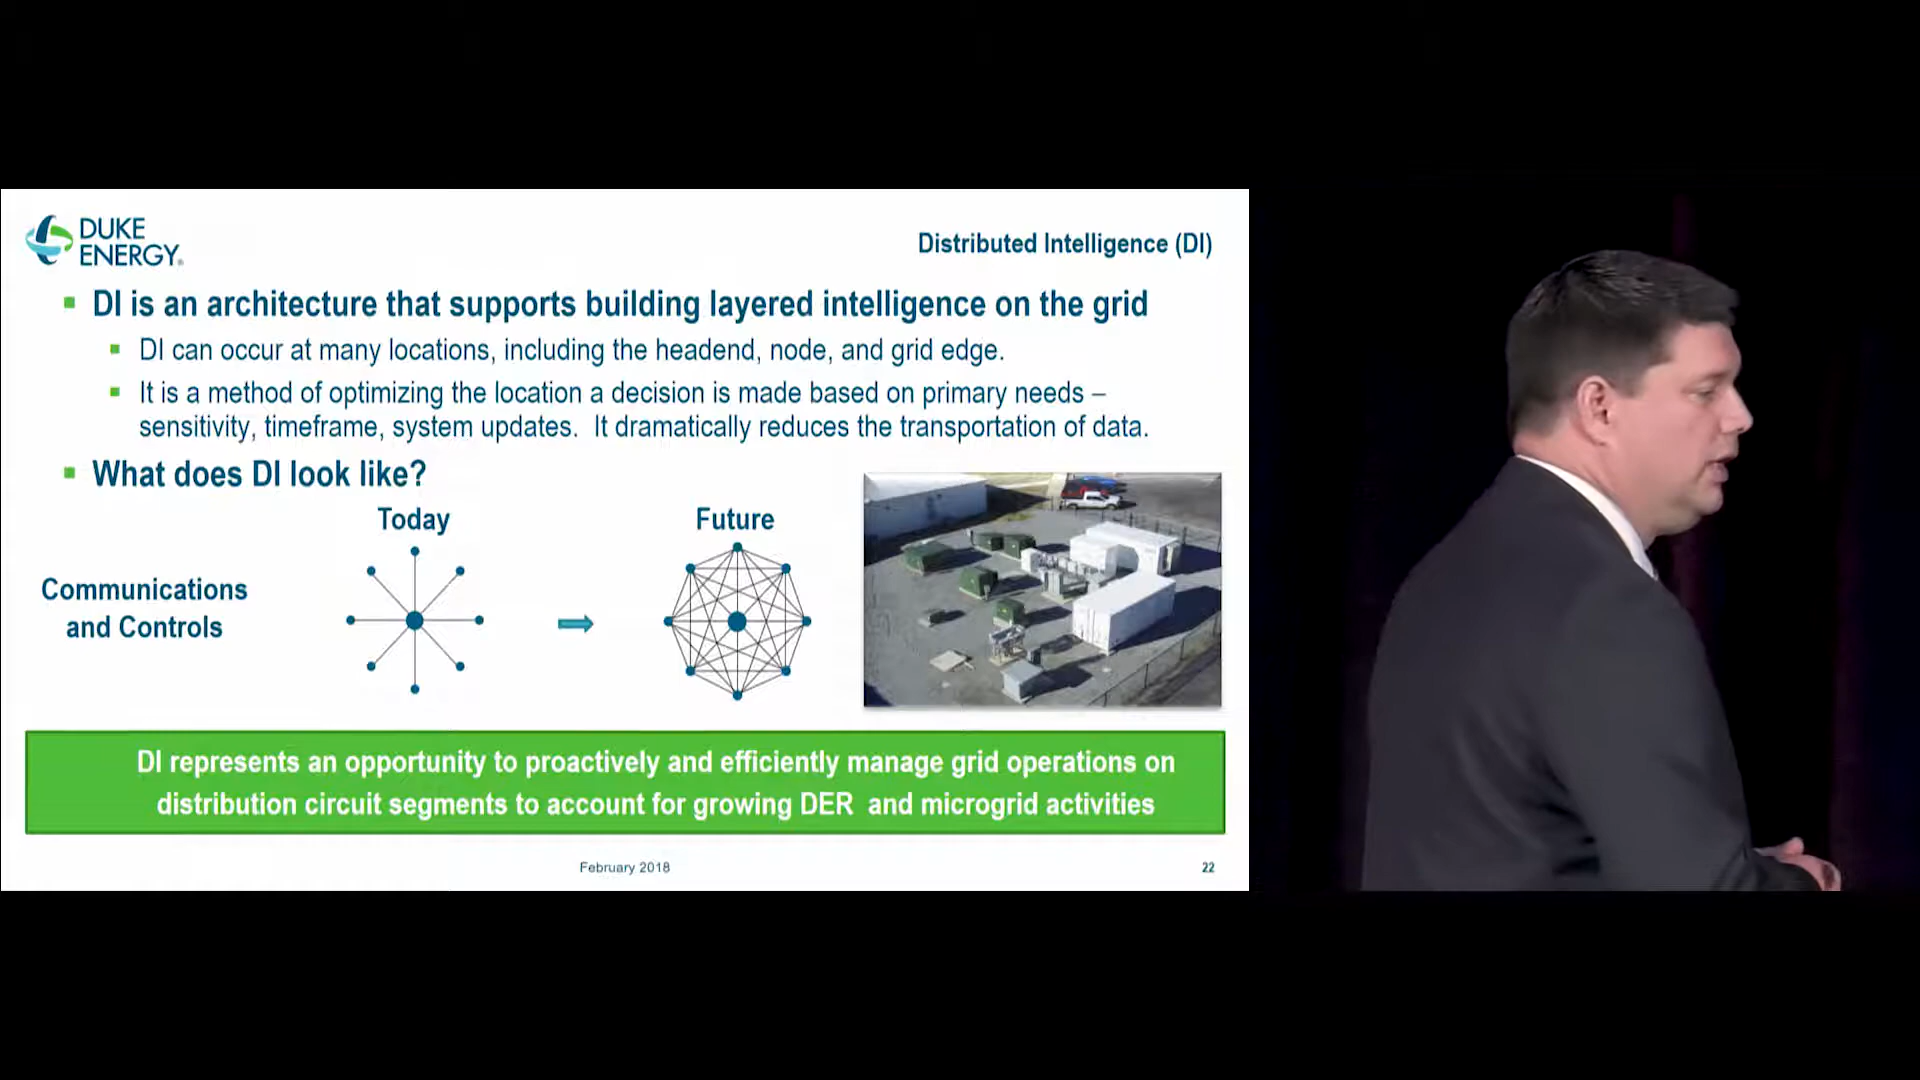 DUKE
ENERGY®
Distributed Intelligence (DI)
DI is an architecture that supports building layered intelligence on the grid
DI can occur at many locations, including the headend, node, and grid edge.
It is a method of optimizing the location a decision is made based on primary needs –
sensitivity, timeframe, system updates.  It dramatically reduces the transportation of data.
What does DI look like?
Today
Future
Communications
and Controls
DI represents an opportunity to proactively and efficiently manage grid operations on
distribution circuit segments to account for growing DER  and microgrid activities
February 2018
22